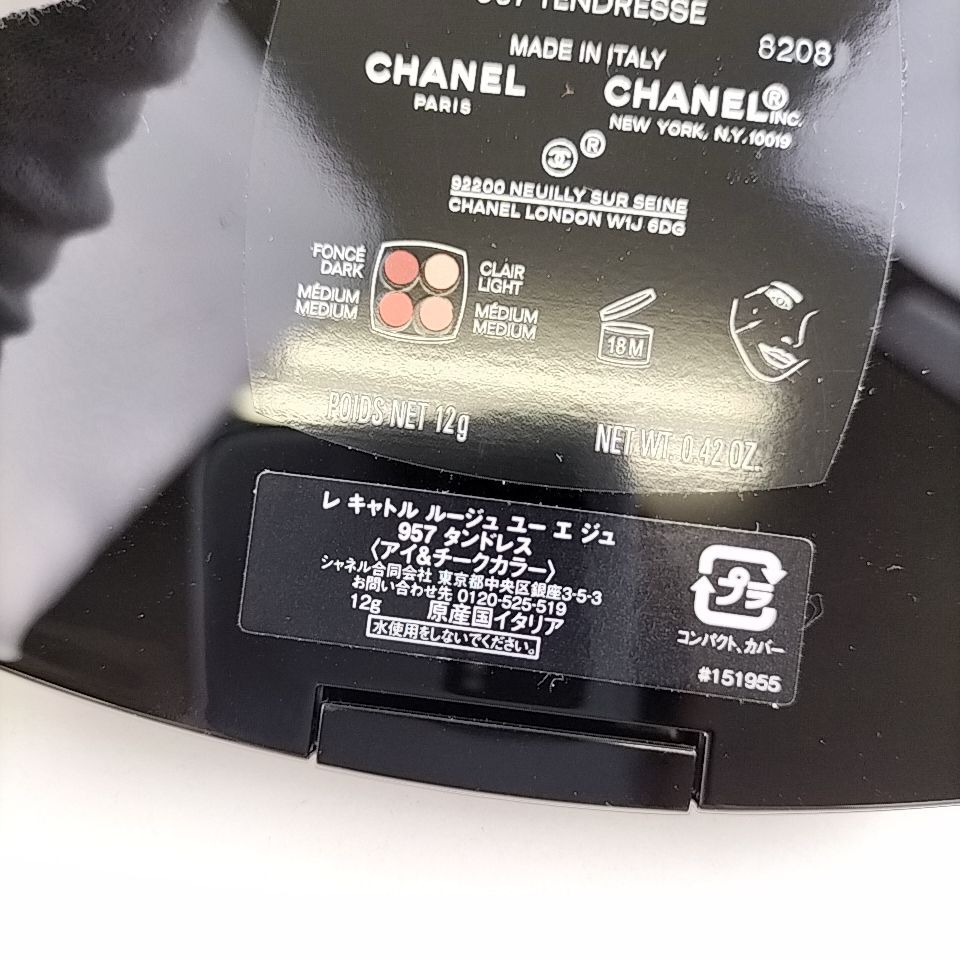 TENDRESSE
MADE IN ITALY
8208
CHANEL
PARIS
CHANEL®
INC.
NEW YORK, N.Y.10019
®
92200 NEUILLY SUR SEINE
CHANEL LONDON W1J 6DG
FONCÉ
DARK
CLAIR
LIGHT
MÉDIUM
MEDIUM
MÉDIUM
MEDIUM
18M
POIDS NET 12g
NET WT. 0.42 OZ.
レ キャトル ルージュ ユー エ ジュ
957 タンドレス
〈アイ&チークカラー〉
シャネル合同会社 東京都中央区銀座3-5-3
お問い合わせ先 0120-525-519
12g 原産国イタリア
水使用をしないでください。
プラ
コンパクト、カバー
#151955